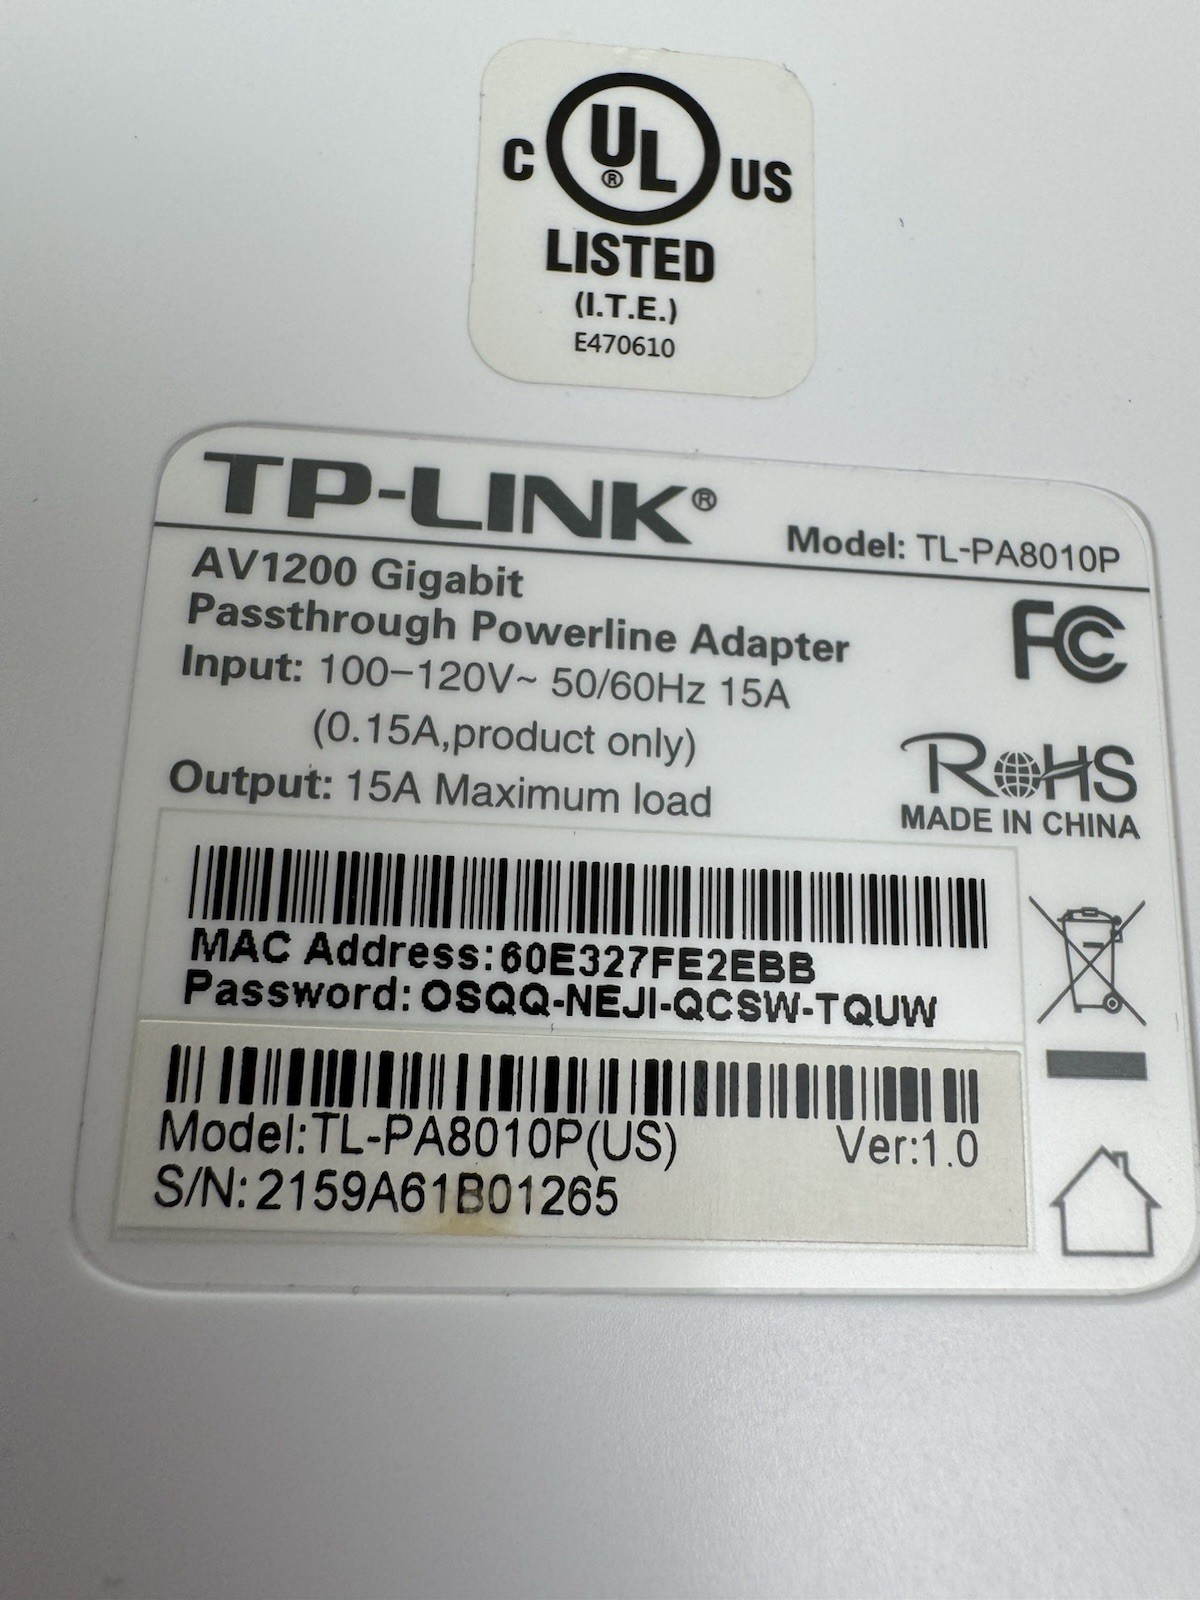 C UL® US
LISTED
(I.T.E.)
E470610
TP-LINK®
Model: TL-PA8010P
AV1200 Gigabit
Passthrough Powerline Adapter
Input: 100–120V~ 50/60Hz 15A
(0.15A,product only)
Output: 15A Maximum load
FC
RoHS
MADE IN CHINA
MAC Address:60E327FE2EBB
Password:OSQQ-NEJI-QCSW-TQUW
Model:TL-PA8010P(US) Ver:1.0
S/N:2159A61B01265